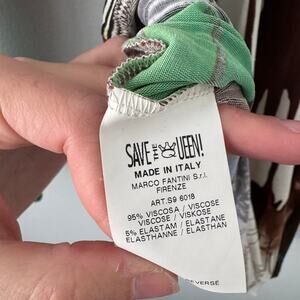 SAVE THE QUEEN!
MADE IN ITALY
MARCO FANTINI S.r.l.
FIRENZE
ART.S9 6018
95% VISCOSA / VISCOSE
VISCOSE / VISKOSE
5% ELASTAM / ELASTANE
ELASTHANNE / ELASTHAN
REVERSE